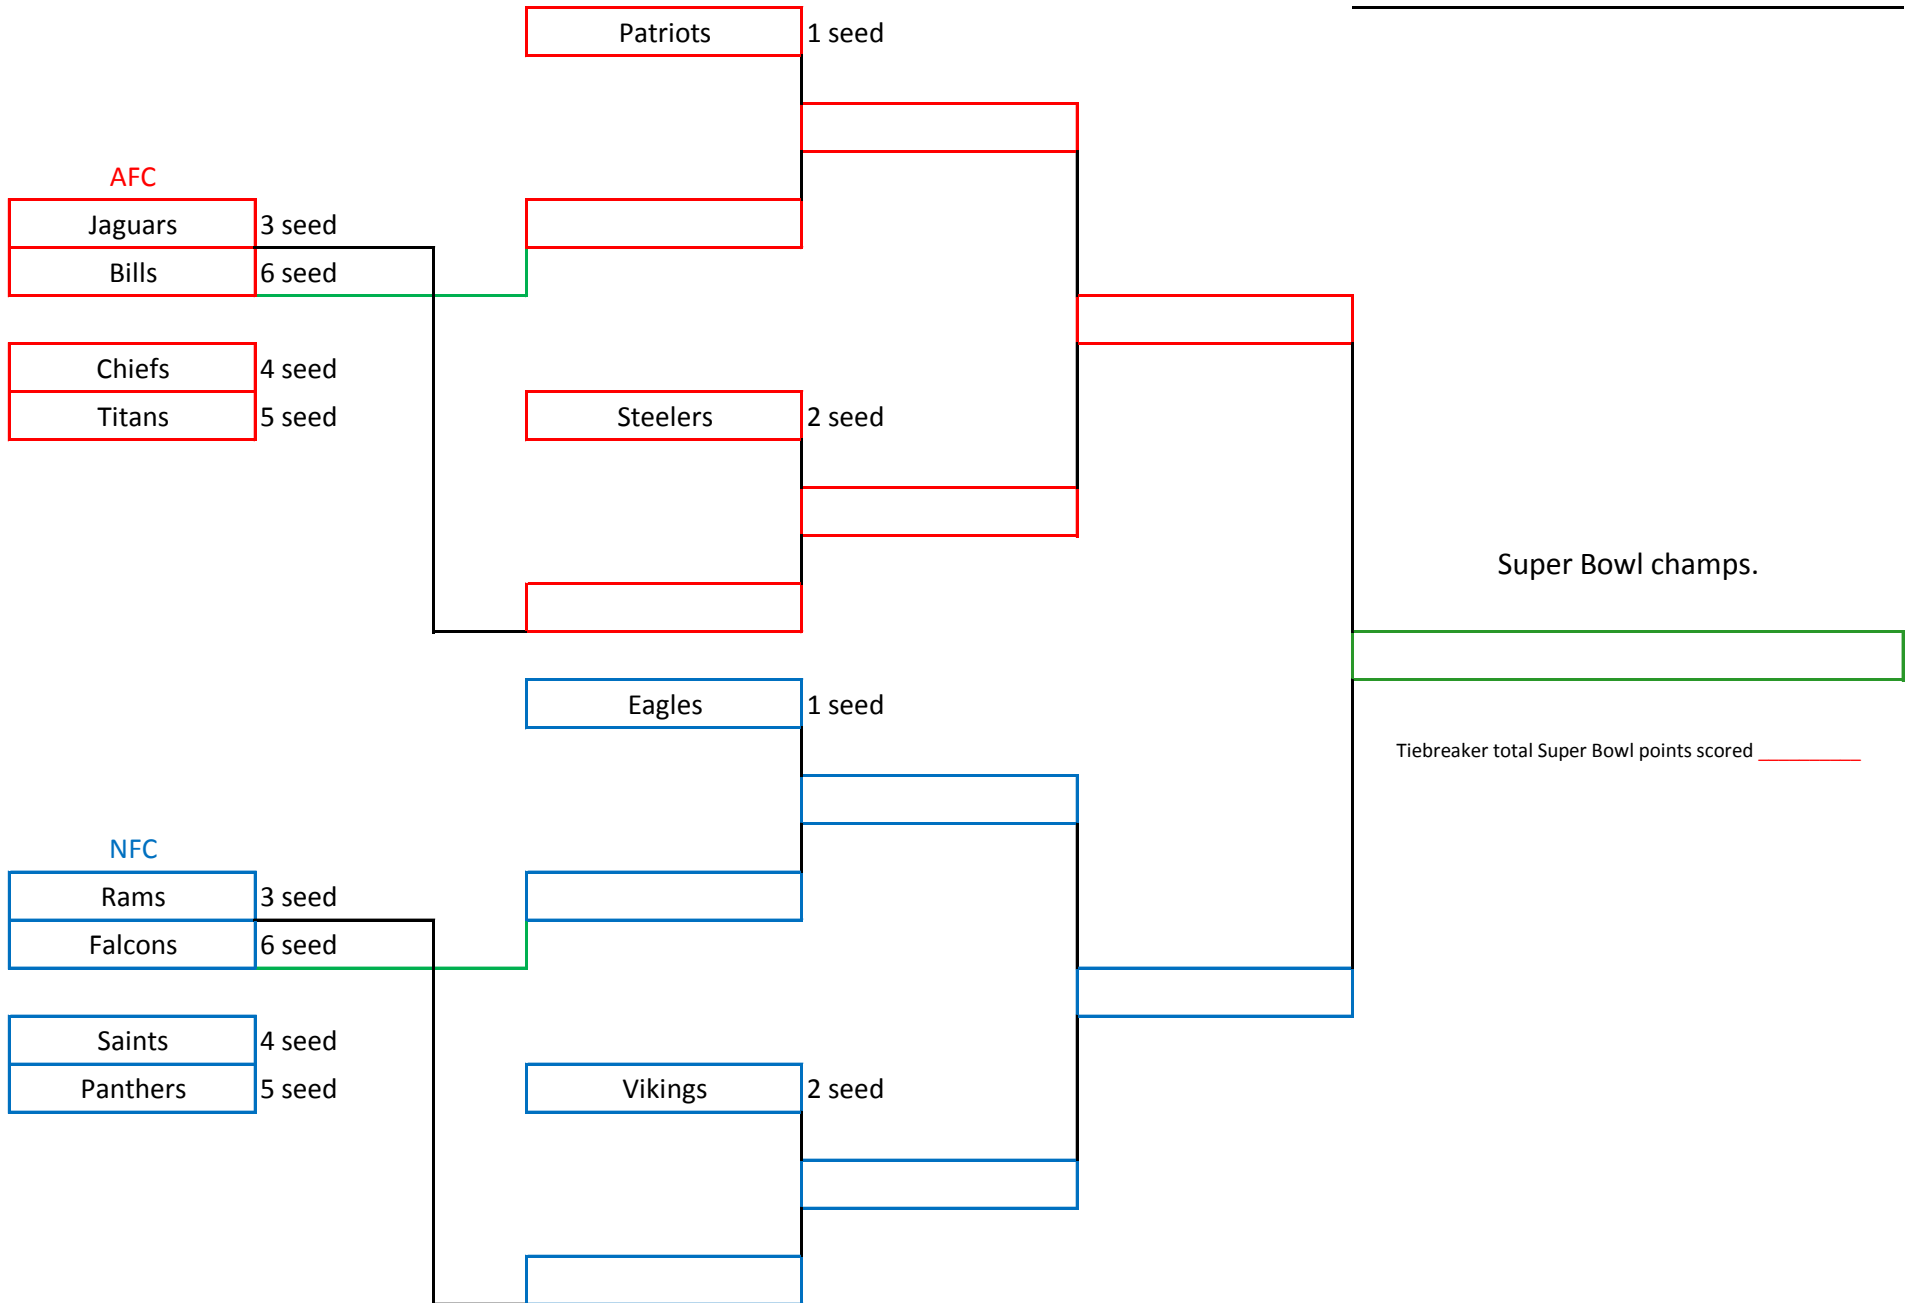 Patriots 1 seed
AFC
Jaguars 3 seed
Bills 6 seed
Chiefs 4 seed
Titans 5 seed
Steelers 2 seed
Super Bowl champs.
Eagles 1 seed
Tiebreaker total Super Bowl points scored __________
NFC
Rams 3 seed
Falcons 6 seed
Saints 4 seed
Panthers 5 seed
Vikings 2 seed